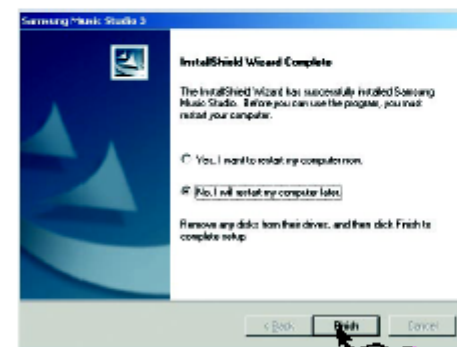 Samsung Music Studio 3
InstallShield Wizard Complete
The InstallShield Wizard has successfully installed Samsung
Music Studio. Before you can use the program, you must
restart your computer.
Yes, I want to restart my computer now.
No, I will restart my computer later.
Remove any disks from their drives, and then click Finish to
complete setup.
< Back
Finish
Cancel